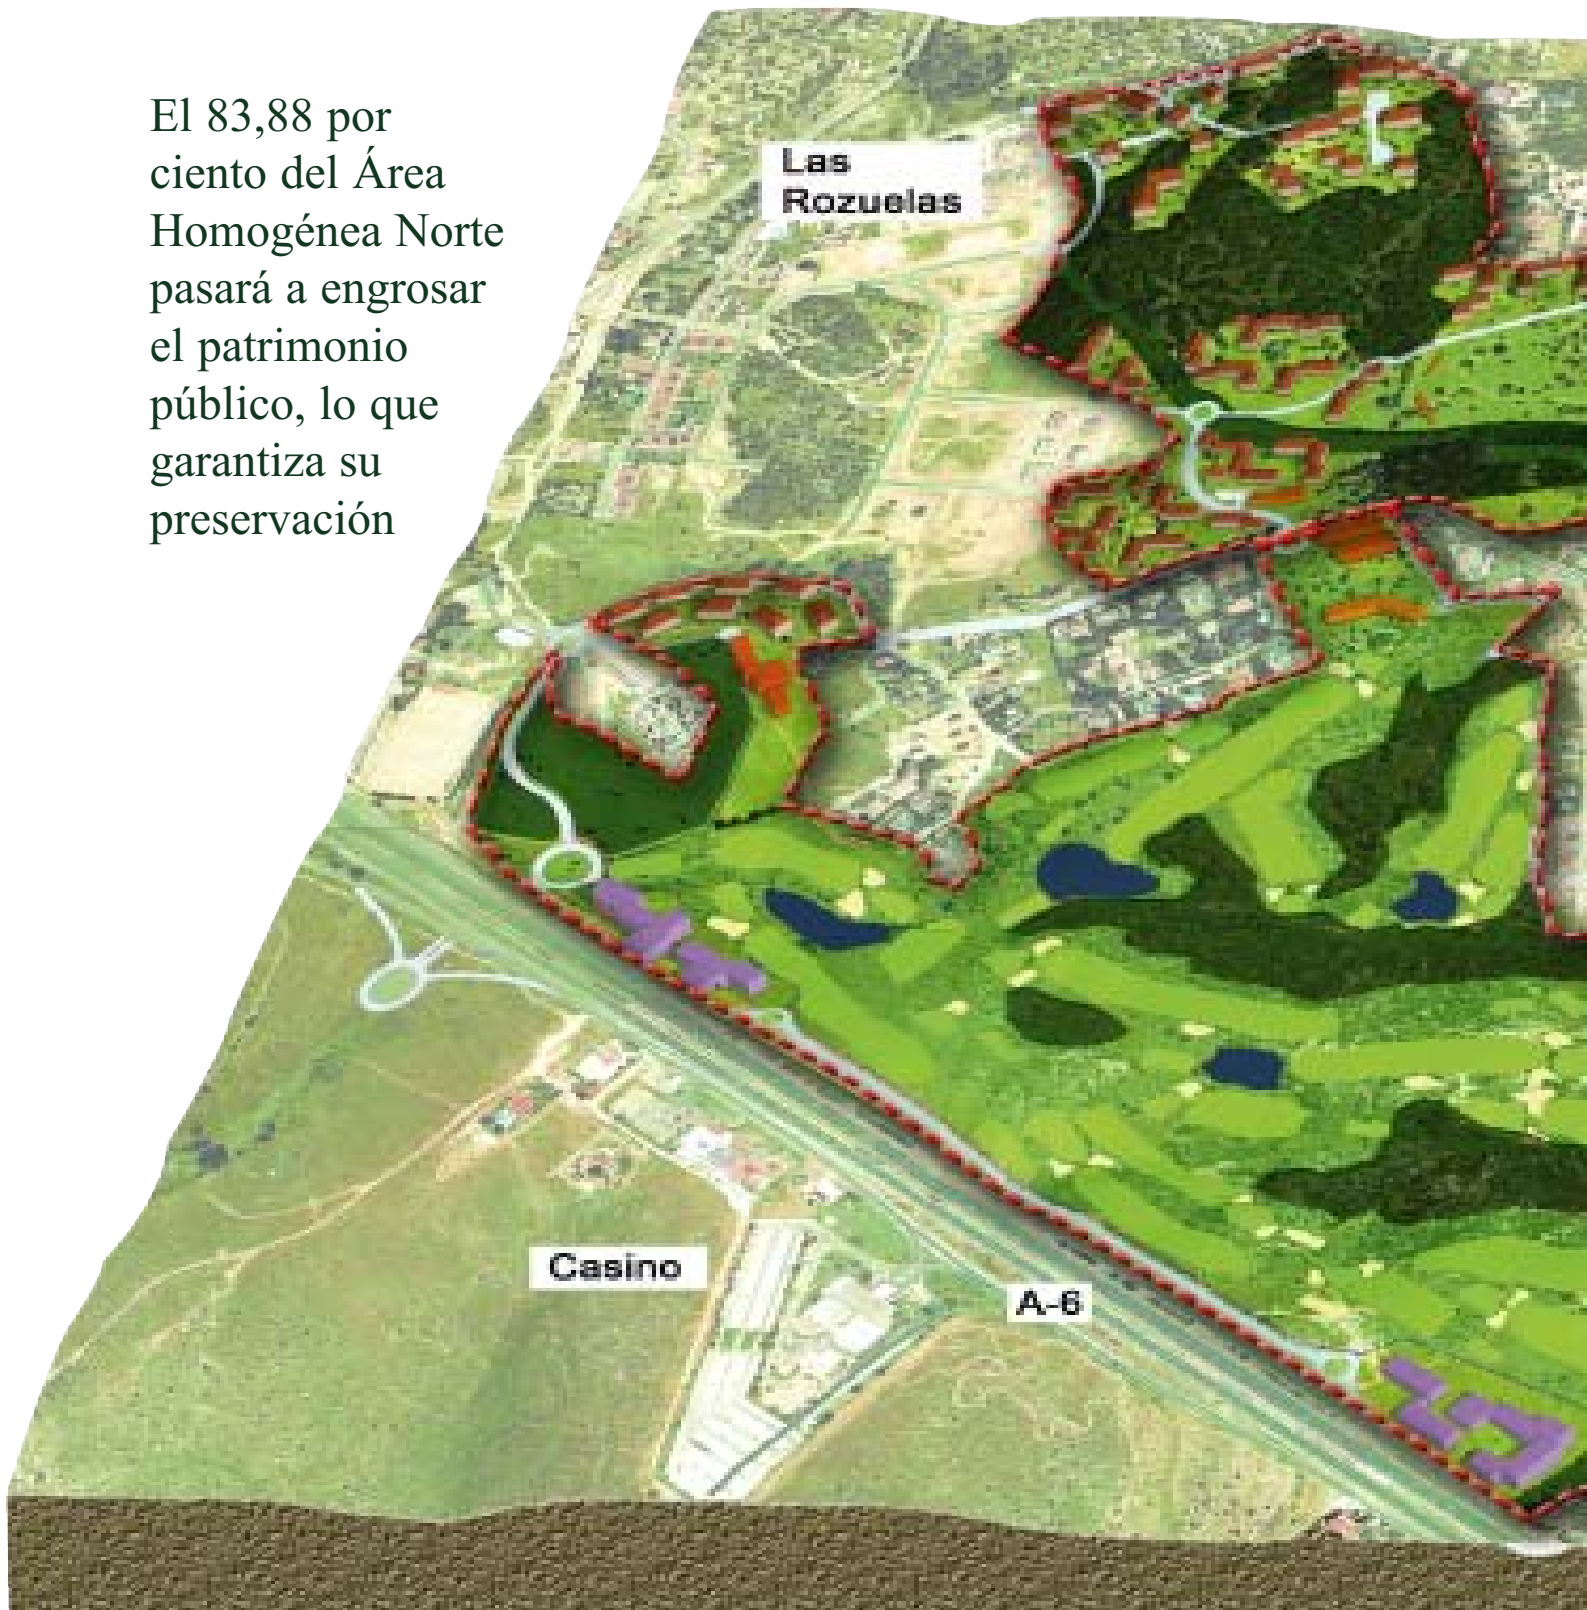 El 83,88 por
ciento del Área
Homogénea Norte
pasará a engrosar
el patrimonio
público, lo que
garantiza su
preservación
Las
Rozuelas
Casino
A-6